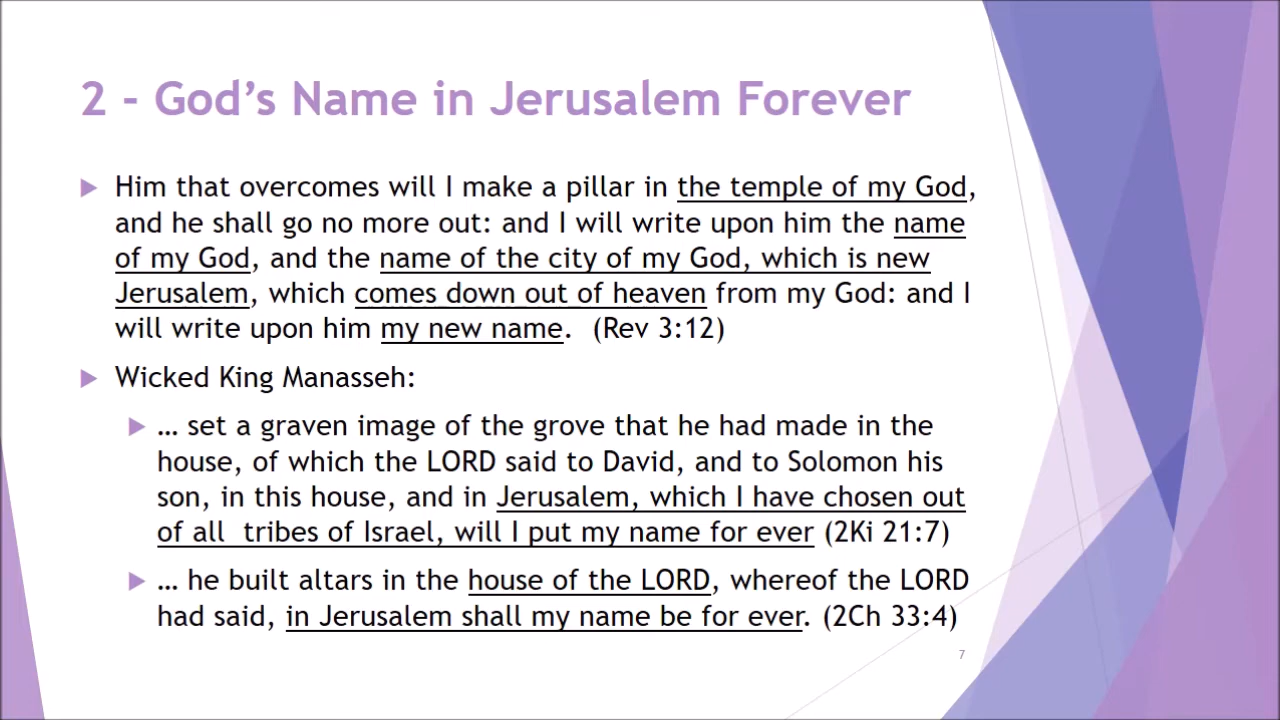 2 - God’s Name in Jerusalem Forever
Him that overcomes will I make a pillar in the temple of my God,
and he shall go no more out: and I will write upon him the name
of my God, and the name of the city of my God, which is new
Jerusalem, which comes down out of heaven from my God: and I
will write upon him my new name.  (Rev 3:12)
Wicked King Manasseh:
… set a graven image of the grove that he had made in the
house, of which the LORD said to David, and to Solomon his
son, in this house, and in Jerusalem, which I have chosen out
of all  tribes of Israel, will I put my name for ever (2Ki 21:7)
… he built altars in the house of the LORD, whereof the LORD
had said, in Jerusalem shall my name be for ever. (2Ch 33:4)
7